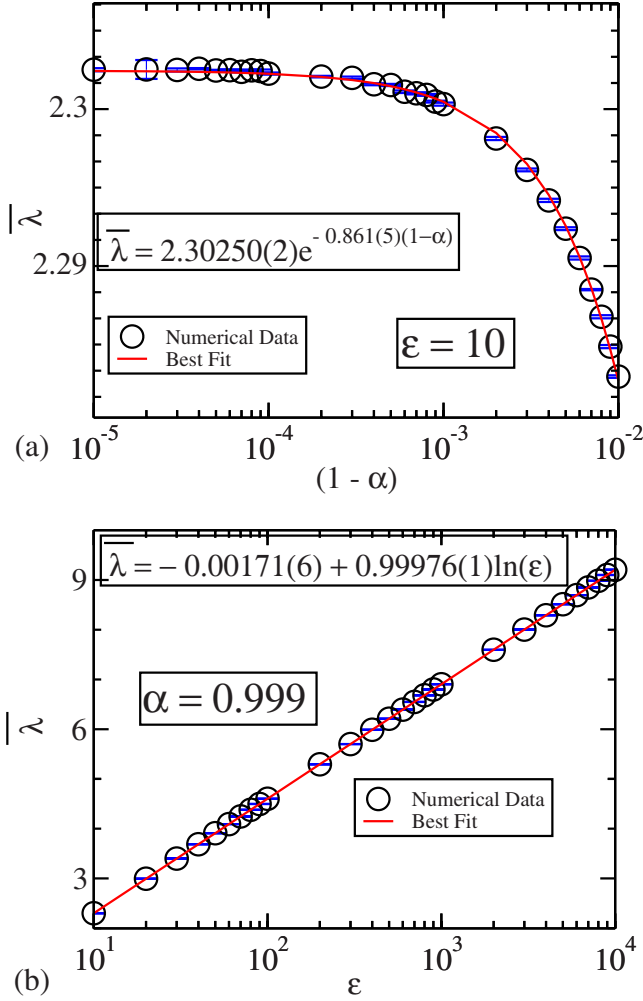 2.3
2.29
λ̄
λ̄ = 2.30250(2)e^{- 0.861(5)(1−α)}
Numerical Data
Best Fit
ε = 10
10^{-5} 10^{-4} 10^{-3} 10^{-2}
(a) (1 - α)
λ̄ = − 0.00171(6) + 0.99976(1)ln(ε)
9
α = 0.999
λ̄
6
Numerical Data
Best Fit
3
10^{1} 10^{2} 10^{3} 10^{4}
(b) ε